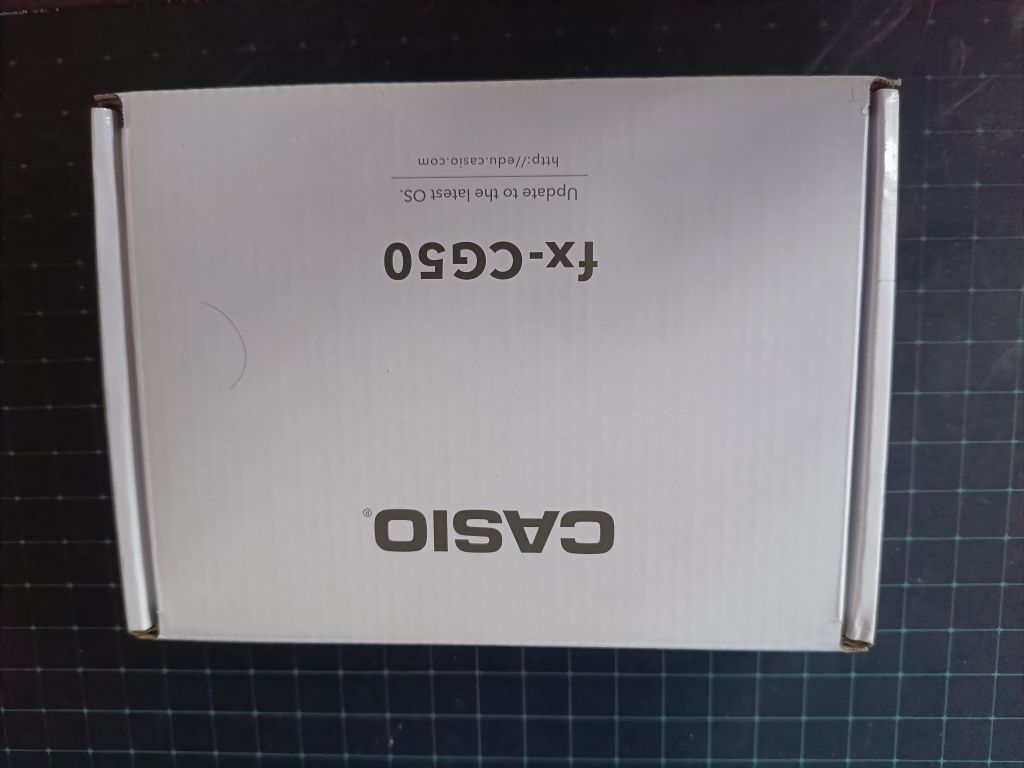 CASIO®
fx-CG50
Update to the latest OS.
http://edu.casio.com